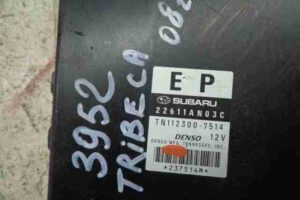 3952
TRiBECA
08
EP
SUBARU
22611AN03C
TN112300-7514
DENSO 12V
DENSO MFG. TENNESSEE, INC.
*237514M*